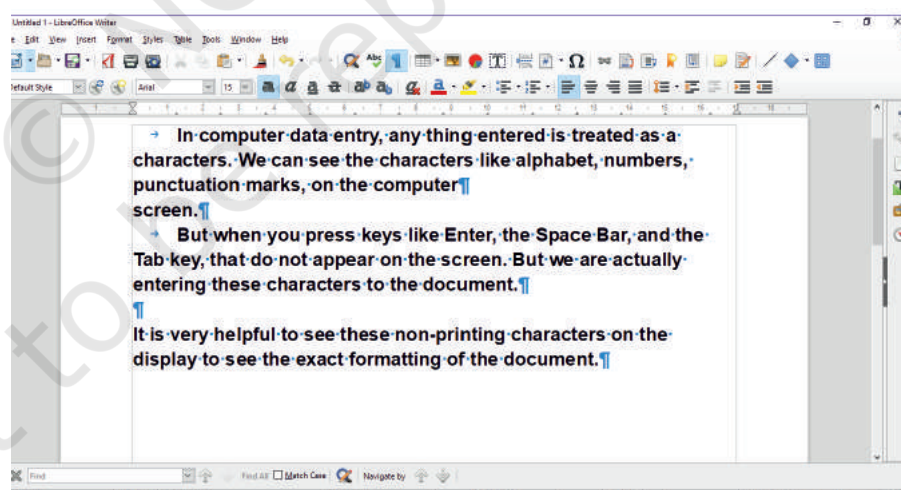 Untitled 1 - LibreOffice Writer
Edit View Insert Format Styles Table Tools Window Help
Default Style Arial 15
→ In·computer·data·entry,·any·thing·entered·is·treated·as·a·
characters.·We·can·see·the·characters·like·alphabet,·numbers,·
punctuation·marks,·on·the·computer¶
screen.¶
→ But·when·you·press·keys·like·Enter,·the·Space·Bar,·and·the·
Tab·key,·that·do·not·appear·on·the·screen.·But·we·are·actually·
entering·these·characters·to·the·document.¶
¶
It·is·very·helpful·to·see·these·non-printing·characters·on·the·
display·to·see·the·exact·formatting·of·the·document.¶
Find Find All Match Case Navigate by